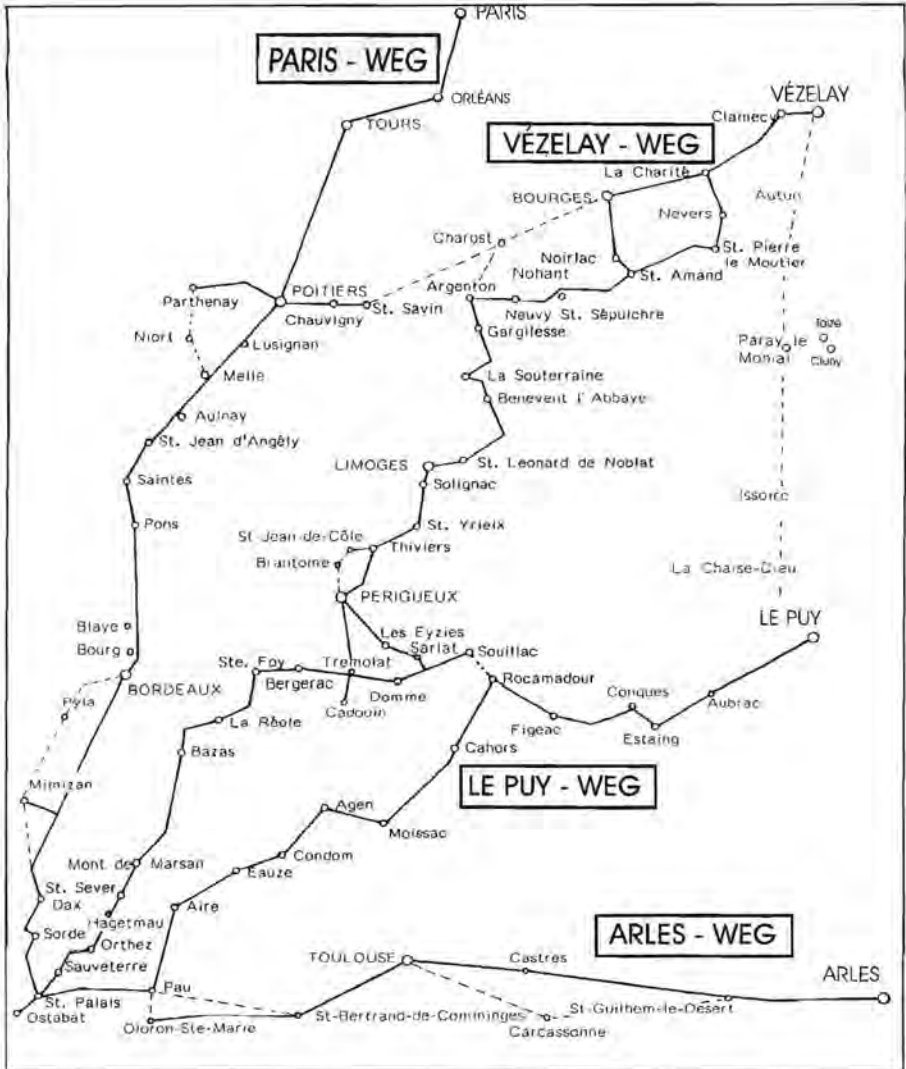 PARIS
PARIS - WEG
ORLÉANS
TOURS
VÉZELAY
Clamecy
VÉZELAY - WEG
La Charité
BOURGES
Autun
Nevers
Charost
Noirlac
St. Pierre
le Moutier
Nohant
St. Amand
Argenton
Parthenay
POITIERS
Chauvigny
St. Savin
Neuvy St. Sépulchre
Gargilesse
Niort
Lusignan
Paray le
Monial
Cluny
Melle
La Souterraine
Benevent l'Abbaye
Aulnay
St. Jean d'Angély
LIMOGES
St. Leonard de Noblat
Saintes
Solignac
Issoire
Pons
St. Yrieix
St-Jean-de-Côle
Thiviers
Brantome
La Chaise-Dieu
PERIGUEUX
LE PUY
Blaye
Bourg
Les Eyzies
Sarlat
Souillac
Ste. Foy
Tremolat
Bergerac
Rocamadour
BORDEAUX
Domme
Conques
Aubrac
Cadouin
Pyla
La Réole
Figeac
Estaing
Bazas
Cahors
Mimizan
LE PUY - WEG
Agen
Moissac
Condom
Mont de Marsan
Eauze
St. Sever
Dax
Aire
Hagetmau
Sorde
Orthez
ARLES - WEG
TOULOUSE
Castres
Sauveterre
Pau
ARLES
St. Palais
Ostabat
St-Guilhem-le-Désert
Oloron-Ste-Marie
St-Bertrand-de-Comminges
Carcassonne